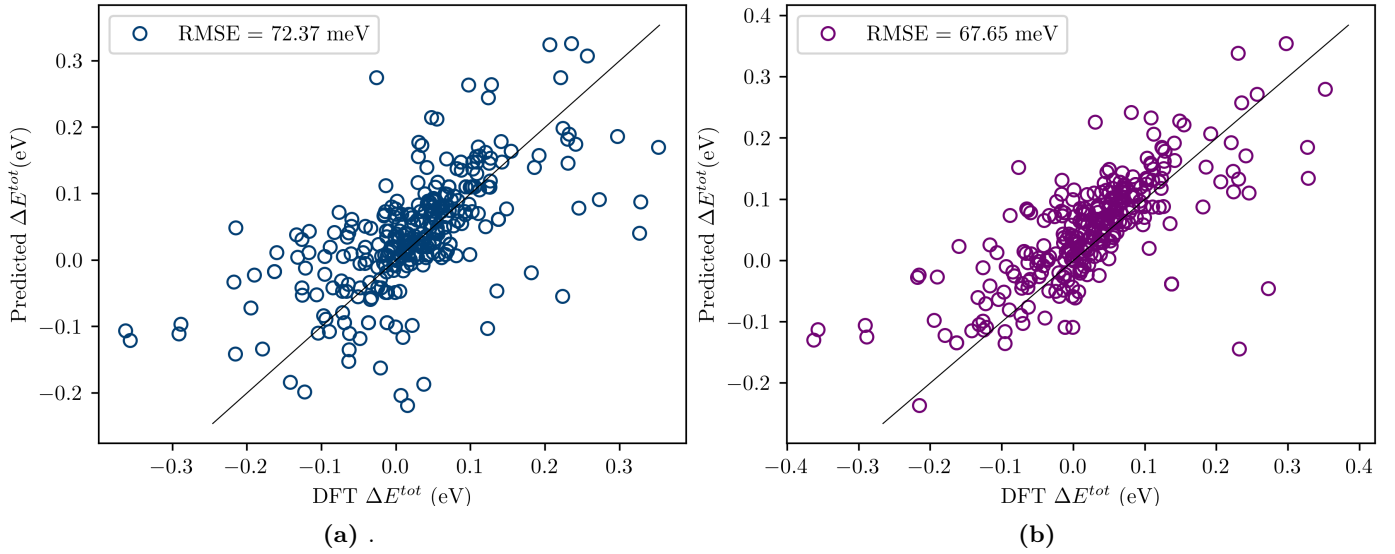 RMSE = 72.37 meV
Predicted ΔE^{tot}(eV)
0.3
0.2
0.1
0.0
−0.1
−0.2
−0.3 −0.2 −0.1 0.0 0.1 0.2 0.3
DFT ΔE^{tot} (eV)
(a) .
RMSE = 67.65 meV
Predicted ΔE^{tot}(eV)
0.4
0.3
0.2
0.1
0.0
−0.1
−0.2
−0.3
−0.4 −0.3 −0.2 −0.1 0.0 0.1 0.2 0.3 0.4
DFT ΔE^{tot} (eV)
(b)